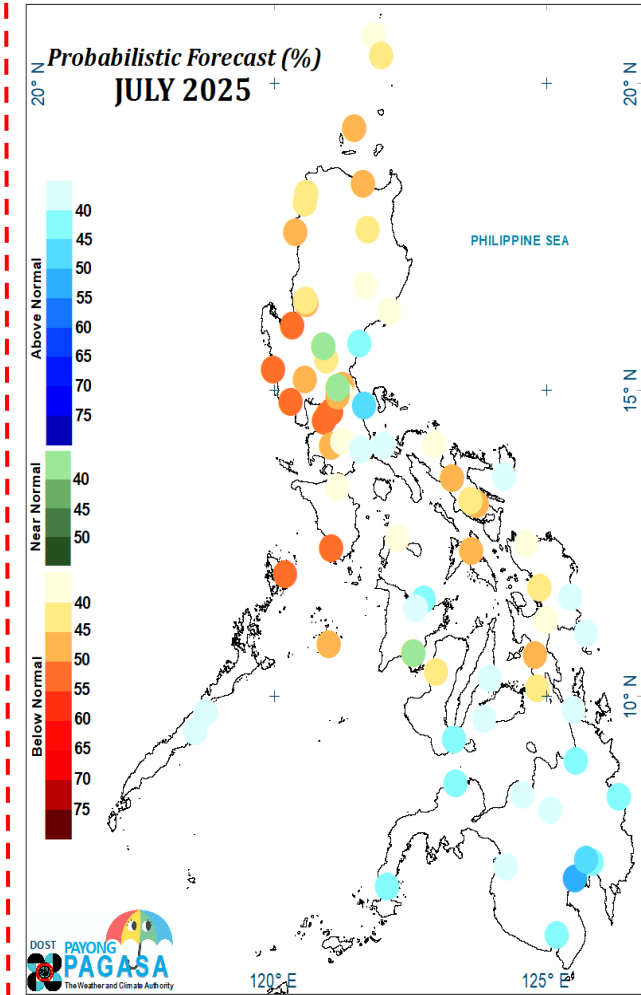 Probabilistic Forecast (%)
JULY 2025
20° N
20° N
PHILIPPINE SEA
Above Normal
40
45
50
55
60
65
70
75
Near Normal
40
45
50
Below Normal
40
45
50
55
60
65
70
75
15° N
10° N
DOST
PAYONG
PAGASA
The Weather and Climate Authority
120° E
125° E